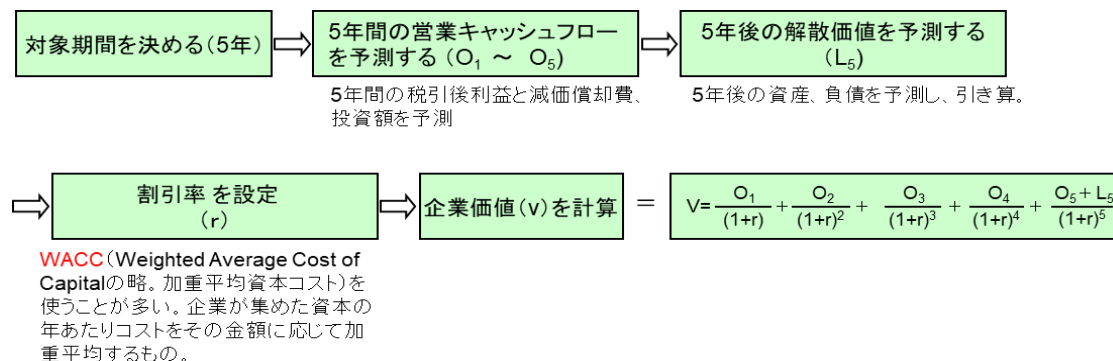 対象期間を決める(5年)
5年間の営業キャッシュフロー
を予測する(O₁ ～ O₅)
5年後の解散価値を予測する
(L₅)
5年間の税引後利益と減価償却費、
投資額を予測
5年後の資産、負債を予測し、引き算。
割引率 を設定
(r)
企業価値(v)を計算
＝
V= O₁/(1+r) + O₂/(1+r)² + O₃/(1+r)³ + O₄/(1+r)⁴ + O₅+L₅/(1+r)⁵
WACC(Weighted Average Cost of
Capitalの略。加重平均資本コスト)を
使うことが多い。企業が集めた資本の
年あたりコストをその金額に応じて加
重平均するもの。